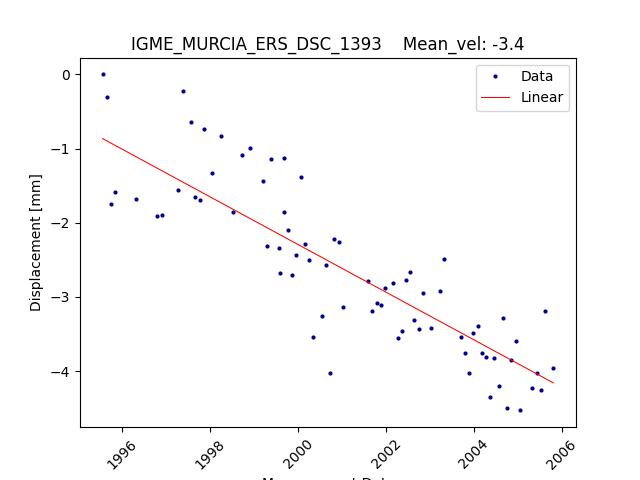 IGME_MURCIA_ERS_DSC_1393    Mean_vel: -3.4
Data
Linear
Displacement [mm]
0
−1
−2
−3
−4
1996
1998
2000
2002
2004
2006